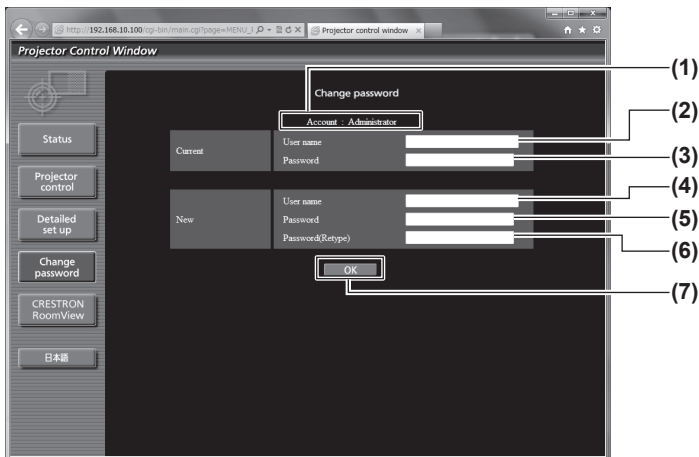 http://192.168.10.100/cgi-bin/main.cgi?page=MENU_I
Projector control window
Projector Control Window
Change password
(1)
Account : Administrator
(2)
Status
Current
User name
Password
(3)
Projector
control
(4)
New
User name
Password
(5)
Password(Retype)
(6)
Detailed
set up
OK
(7)
Change
password
CRESTRON
RoomView
日本語